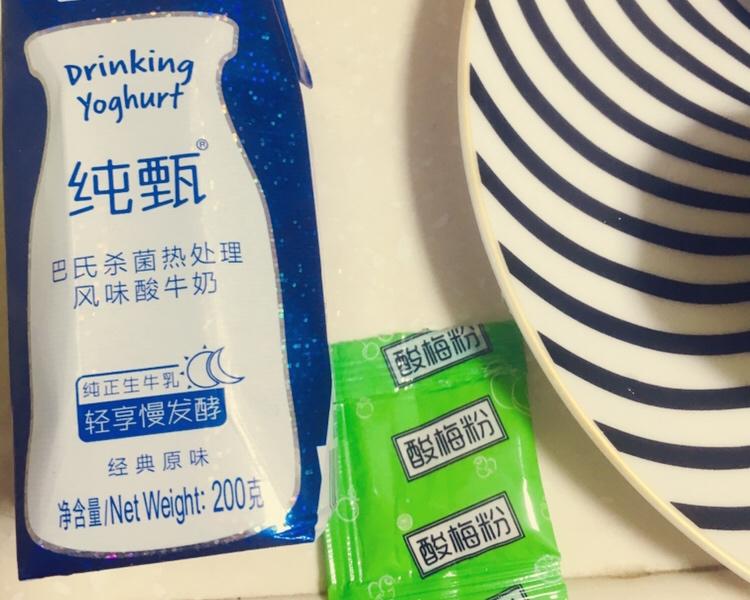 Drinking
Yoghurt
纯甄®
巴氏杀菌热处理
风味酸牛奶
纯正生牛乳
轻享慢发酵
经典原味
净含量/Net Weight: 200克
酸梅粉
酸梅粉
酸梅粉